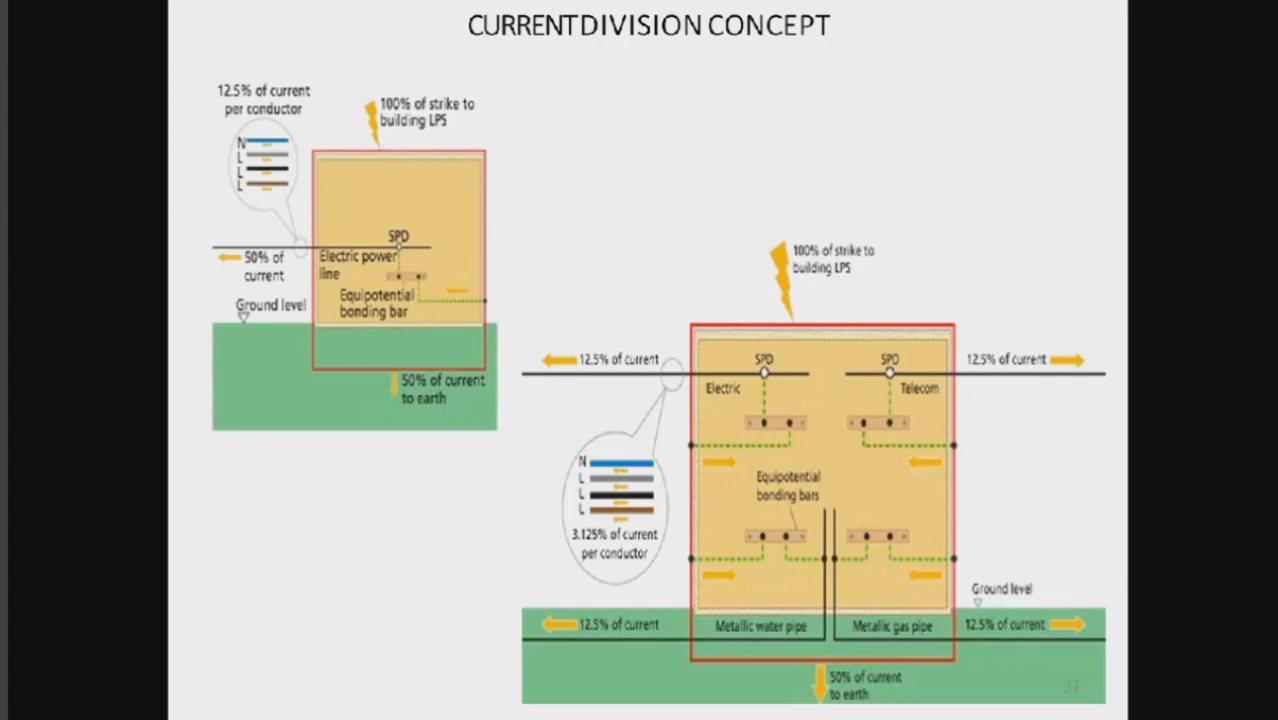 CURRENT DIVISION CONCEPT
12.5% of current
per conductor
N
L
L
L
100% of strike to
building LPS
SPD
50% of
current
Electric power
line
Equipotential
bonding bar
Ground level
50% of current
to earth
100% of strike to
building LPS
12.5% of current
SPD
SPD
12.5% of current
Electric
Telecom
N
L
L
L
3.125% of current
per conductor
Equipotential
bonding bars
Ground level
12.5% of current
Metallic water pipe
Metallic gas pipe
12.5% of current
50% of current
to earth
37